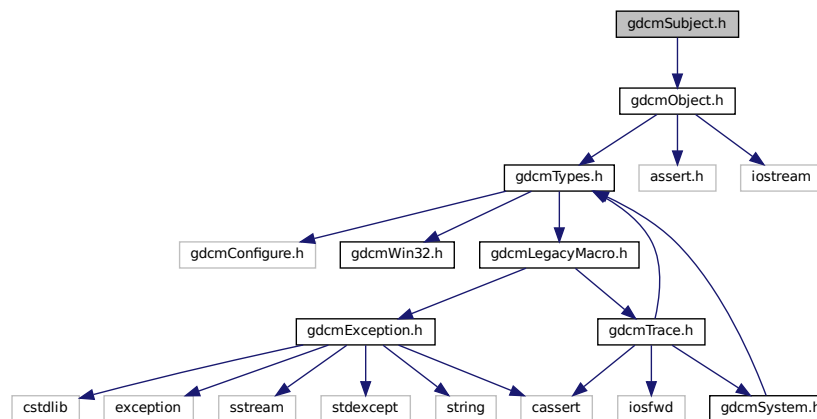 gdcmSubject.h
gdcmObject.h
gdcmTypes.h
assert.h
iostream
gdcmConfigure.h
gdcmWin32.h
gdcmLegacyMacro.h
gdcmException.h
gdcmTrace.h
cstdlib
exception
sstream
stdexcept
string
cassert
iosfwd
gdcmSystem.h